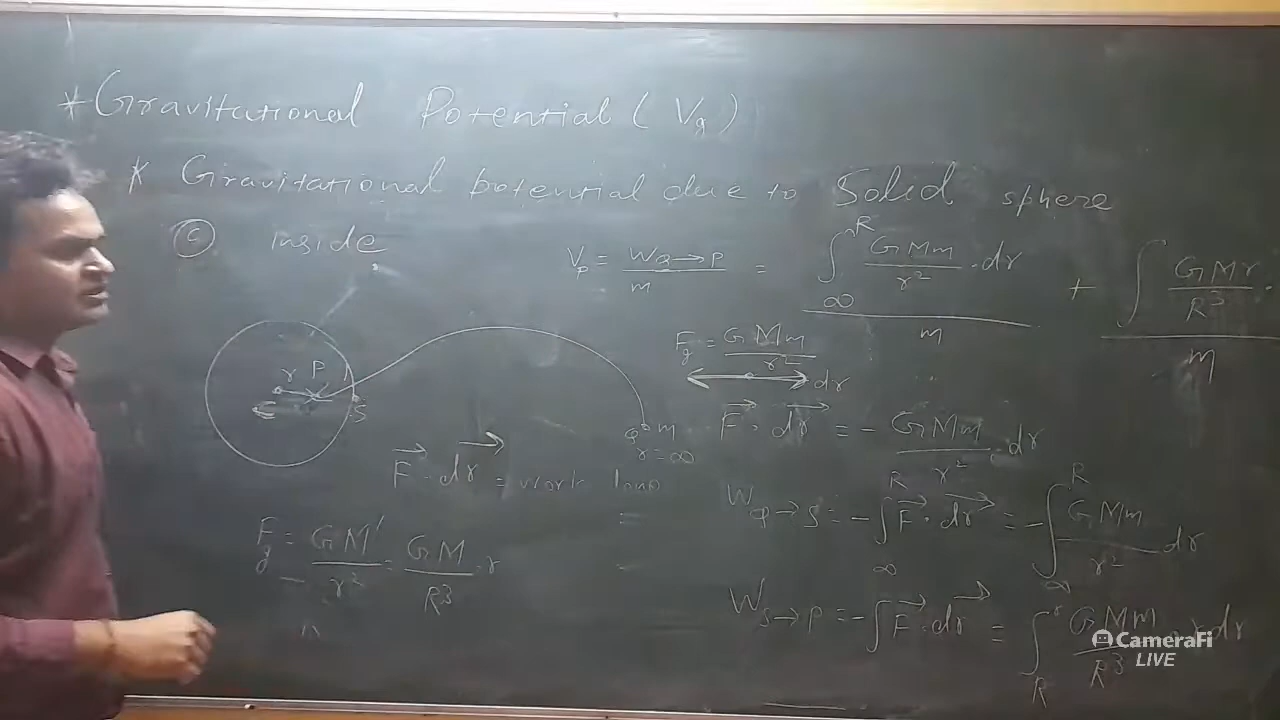 * Gravitational Potential (Vg)
* Gravitational potential due to Solid sphere
(c) inside
Vp = WQ→P / m = ∫∞^R GMm/r² · dr / m + ∫ GMr/R³ · / m
Fg = GMm/r²
dr
r P
C S
Q m
r = ∞
F · dr = - GMm/r² · dr
F · dr = work
WQ→S = -∫∞^R F · dr = -∫∞^R GMm/r² dr
Fg = GM'/r² = GM/R³ · r
WS→P = -∫ F · dr = ∫R^r GMm/R³ r dr
CameraFi
LIVE